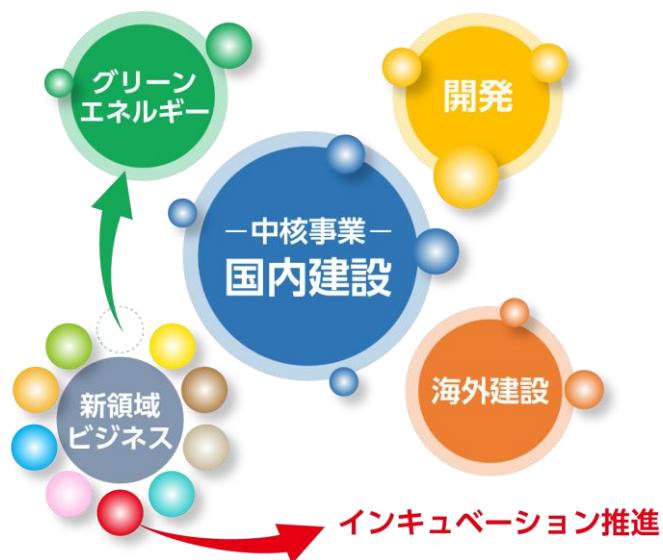 グリーン
エネルギー
開発
－中核事業－
国内建設
海外建設
新領域
ビジネス
インキュベーション推進